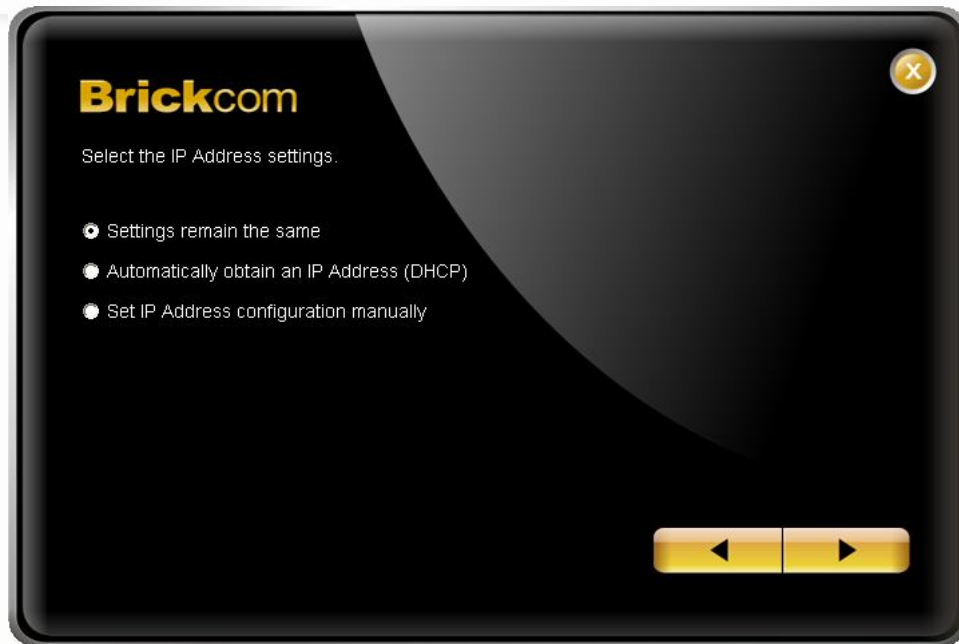 X
Brickcom
Select the IP Address settings.
Settings remain the same
Automatically obtain an IP Address (DHCP)
Set IP Address configuration manually